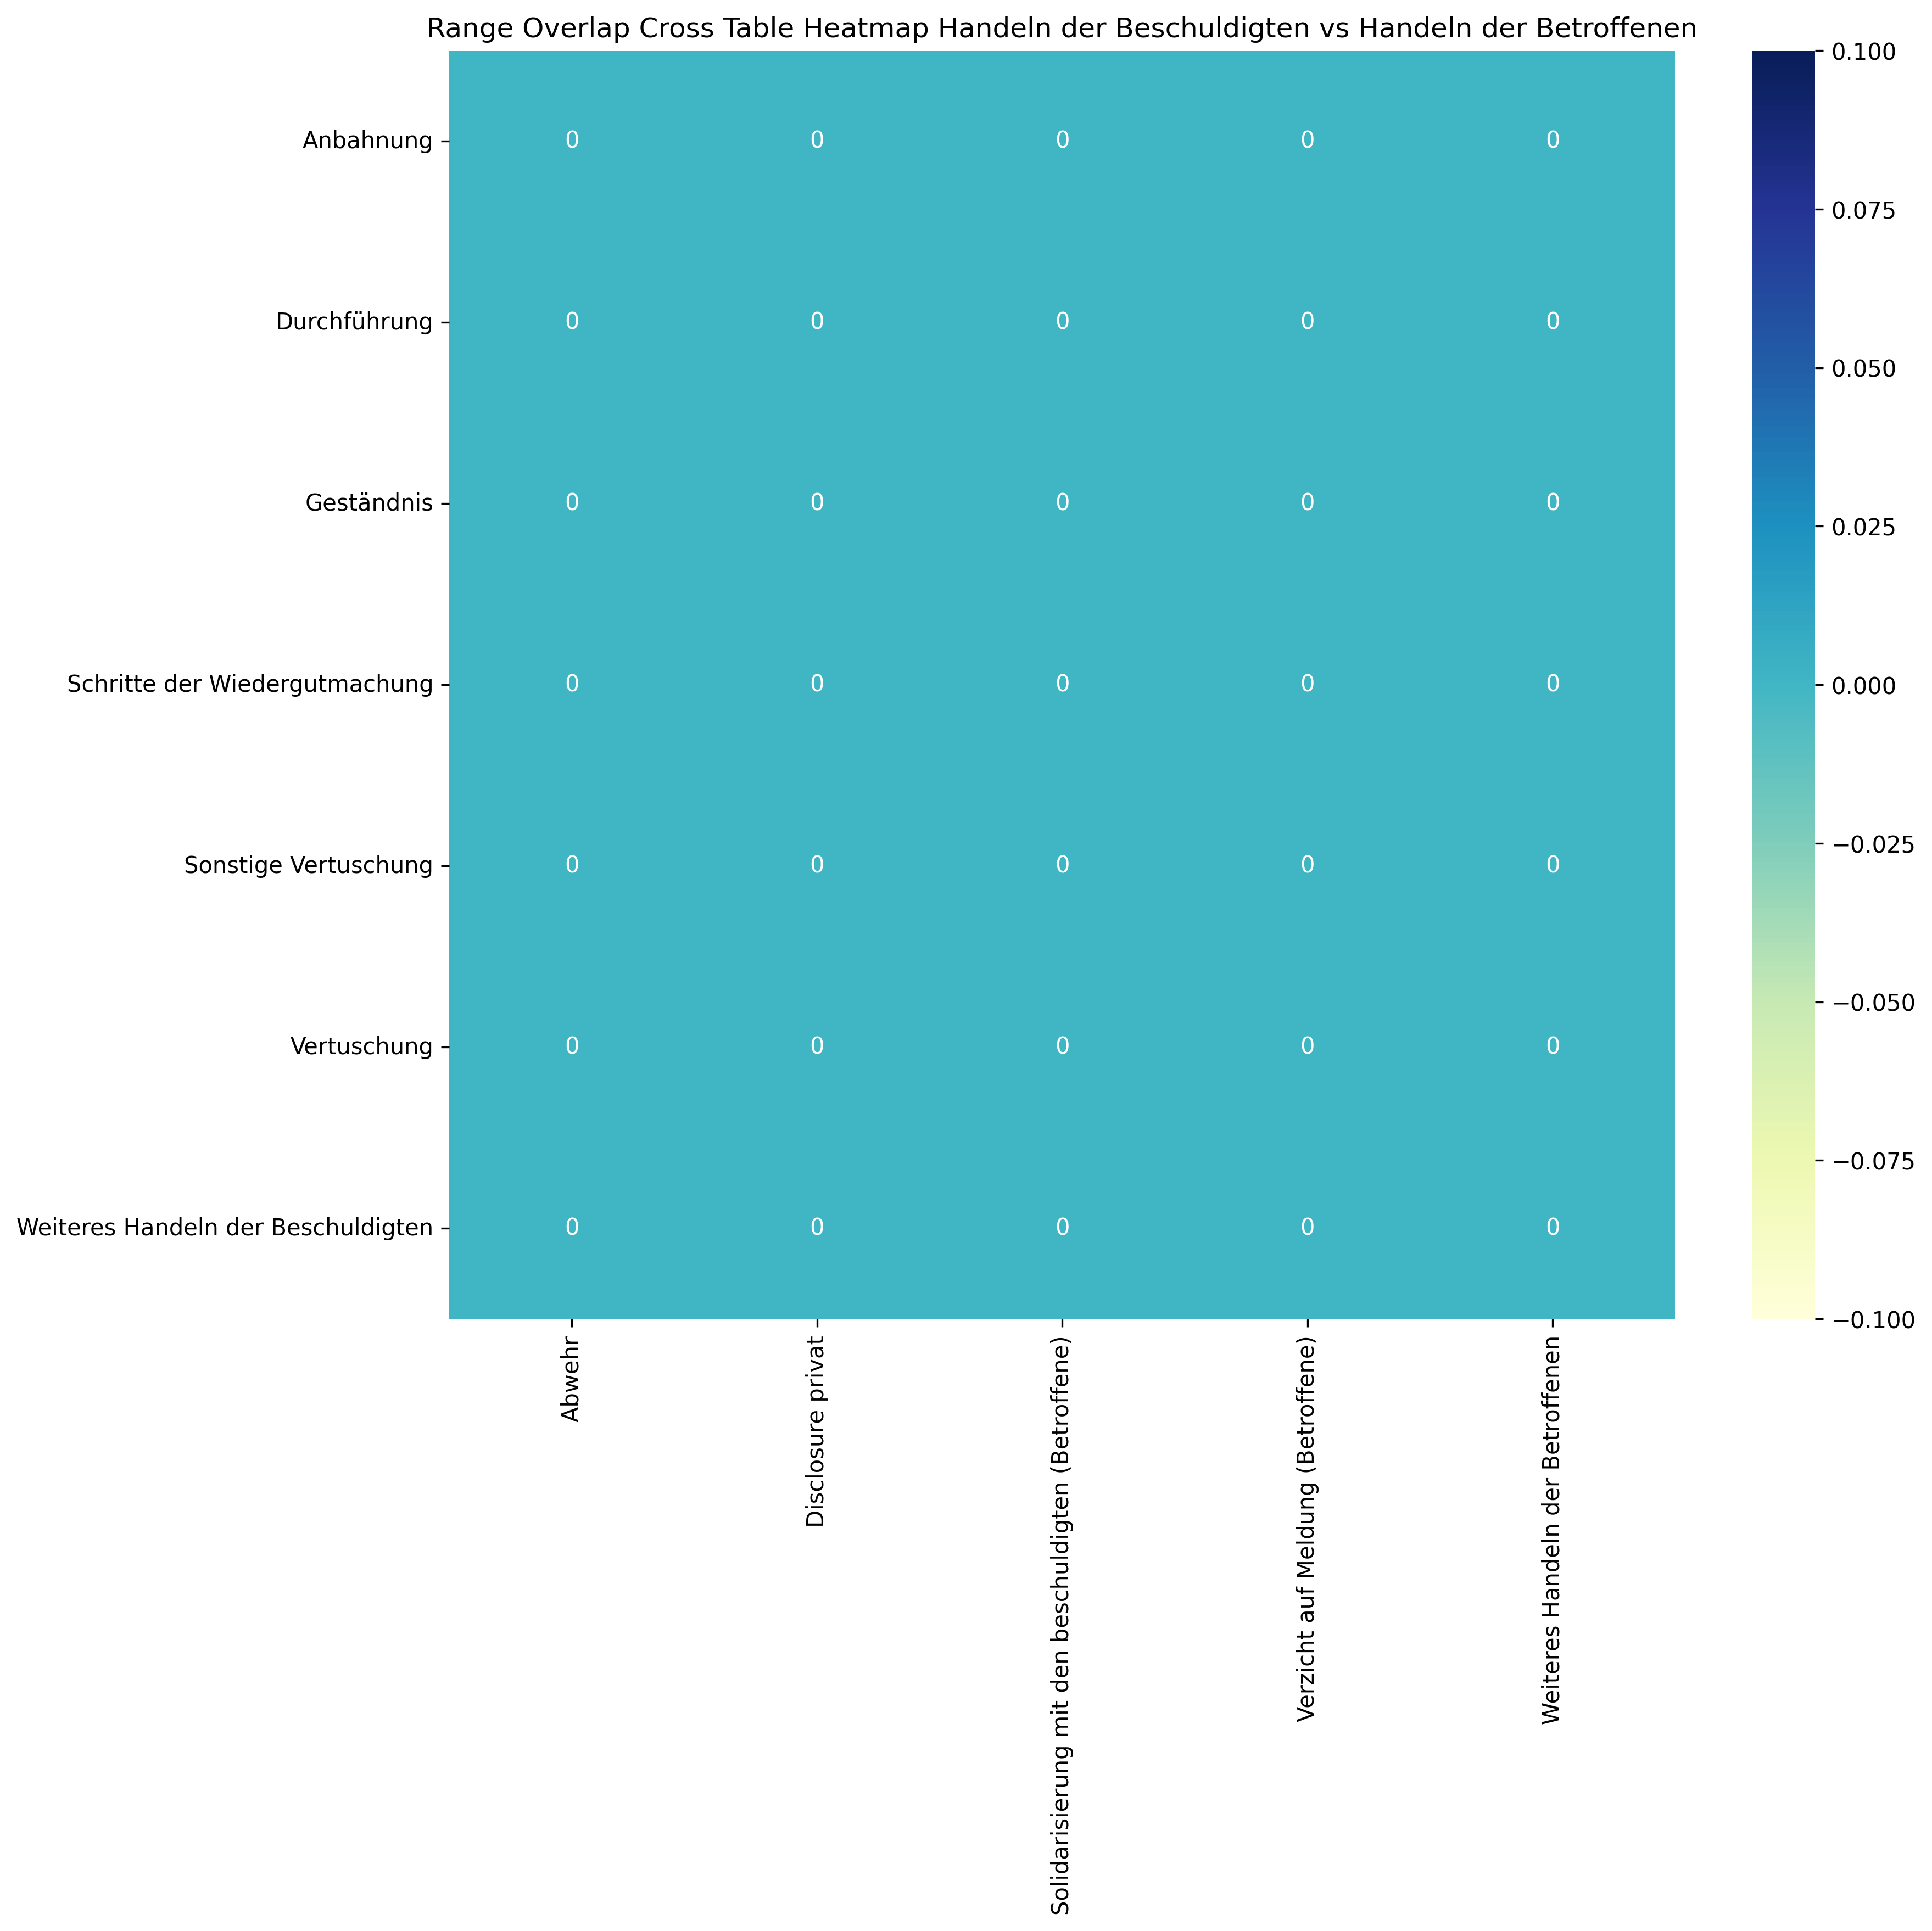 Range Overlap Cross Table Heatmap Handeln der Beschuldigten vs Handeln der Betroffenen
Anbahnung
0 0 0 0 0
Durchführung
0 0 0 0 0
Geständnis
0 0 0 0 0
Schritte der Wiedergutmachung
0 0 0 0 0
Sonstige Vertuschung
0 0 0 0 0
Vertuschung
0 0 0 0 0
Weiteres Handeln der Beschuldigten
0 0 0 0 0
Abwehr
Disclosure privat
Solidarisierung mit den beschuldigten (Betroffene)
Verzicht auf Meldung (Betroffene)
Weiteres Handeln der Betroffenen
0.100
0.075
0.050
0.025
0.000
−0.025
−0.050
−0.075
−0.100